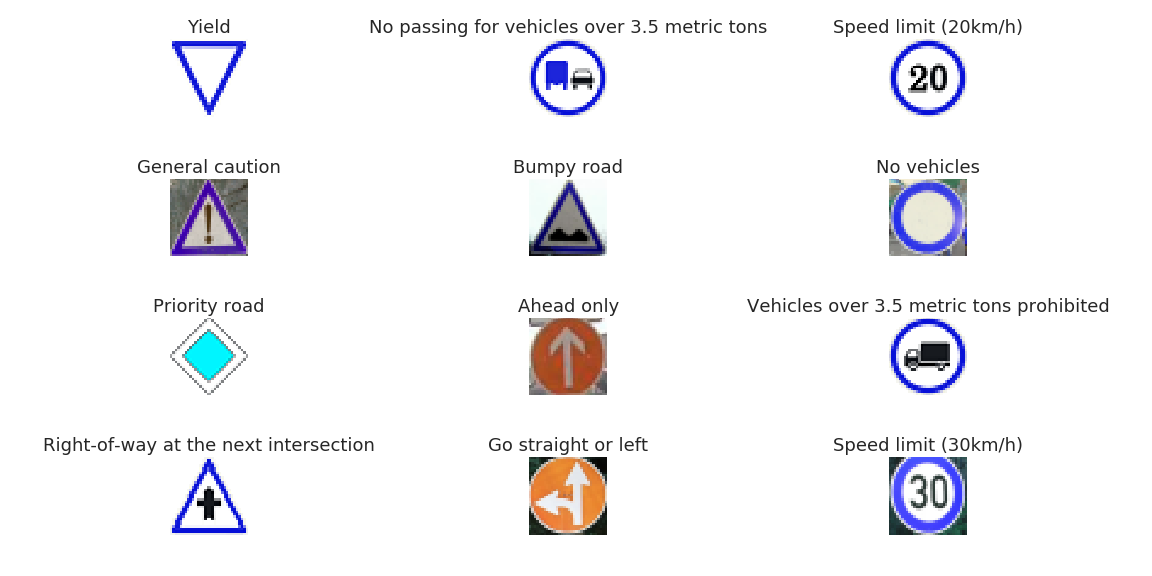 Yield
No passing for vehicles over 3.5 metric tons
Speed limit (20km/h)
20
General caution
!
Bumpy road
No vehicles
Priority road
Ahead only
Vehicles over 3.5 metric tons prohibited
Right-of-way at the next intersection
Go straight or left
Speed limit (30km/h)
30